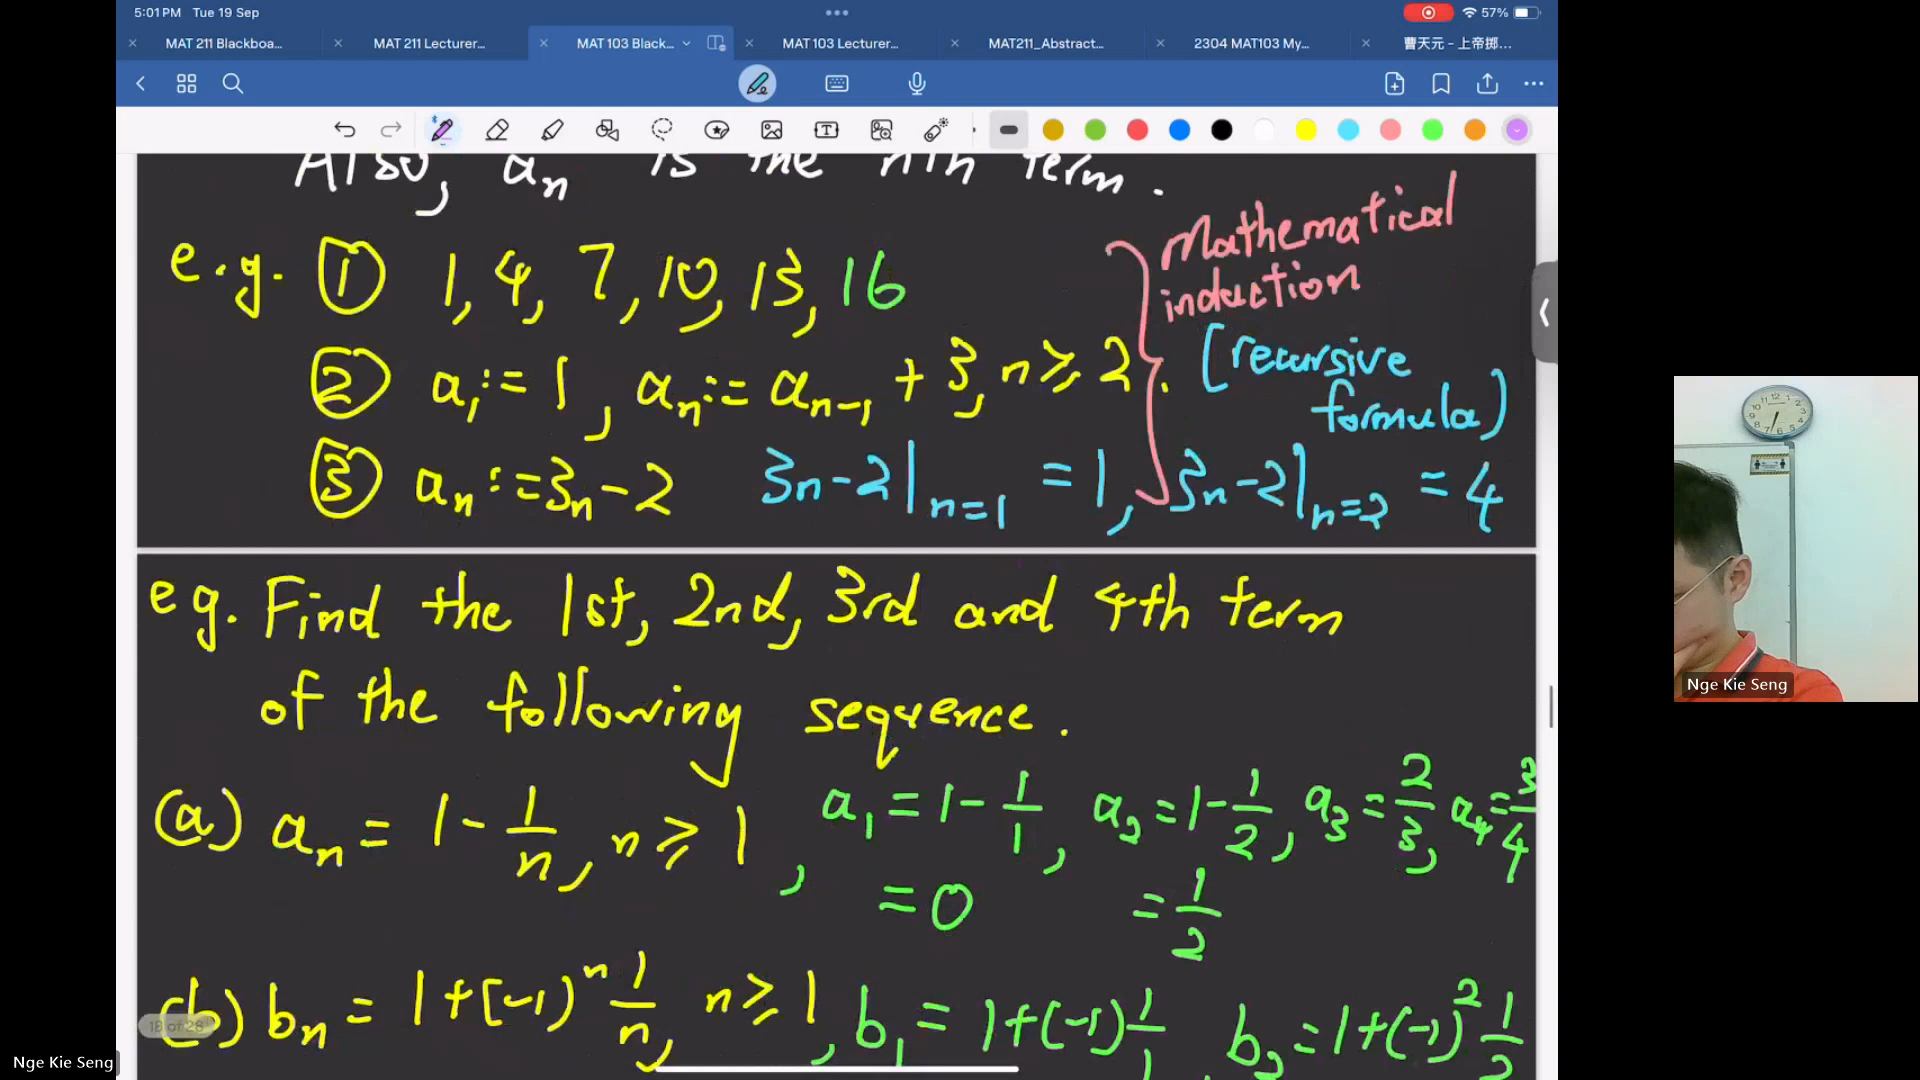 5:01 PM Tue 19 Sep
57%
MAT 211 Blackboa...
MAT 211 Lecturer...
MAT 103 Black...
MAT 103 Lecturer...
MAT211_Abstract...
2304 MAT103 My...
曹天元 - 上帝掷...
Also, aₙ is the nth term.
e.g. ① 1, 4, 7, 10, 13, 16
Mathematical
induction
② a₁ := 1, aₙ := aₙ₋₁ + 3, n ≥ 2.
(recursive
formula)
③ aₙ := 3n - 2 3n-2|ₙ₌₁ = 1, 3n-2|ₙ₌₂ = 4
eg. Find the 1st, 2nd, 3rd and 4th term
of the following sequence.
(a) aₙ = 1 - 1/n, n ≥ 1, a₁ = 1 - 1/1, a₂ = 1 - 1/2, a₃ = 2/3, a₄ = 3/4
= 0 = 1/2
(b) bₙ = 1 + (-1)ⁿ 1/n, n ≥ 1, b₁ = 1 + (-1) 1/1, b₂ = 1 + (-1)² 1/2
18 of 28
Nge Kie Seng
Nge Kie Seng